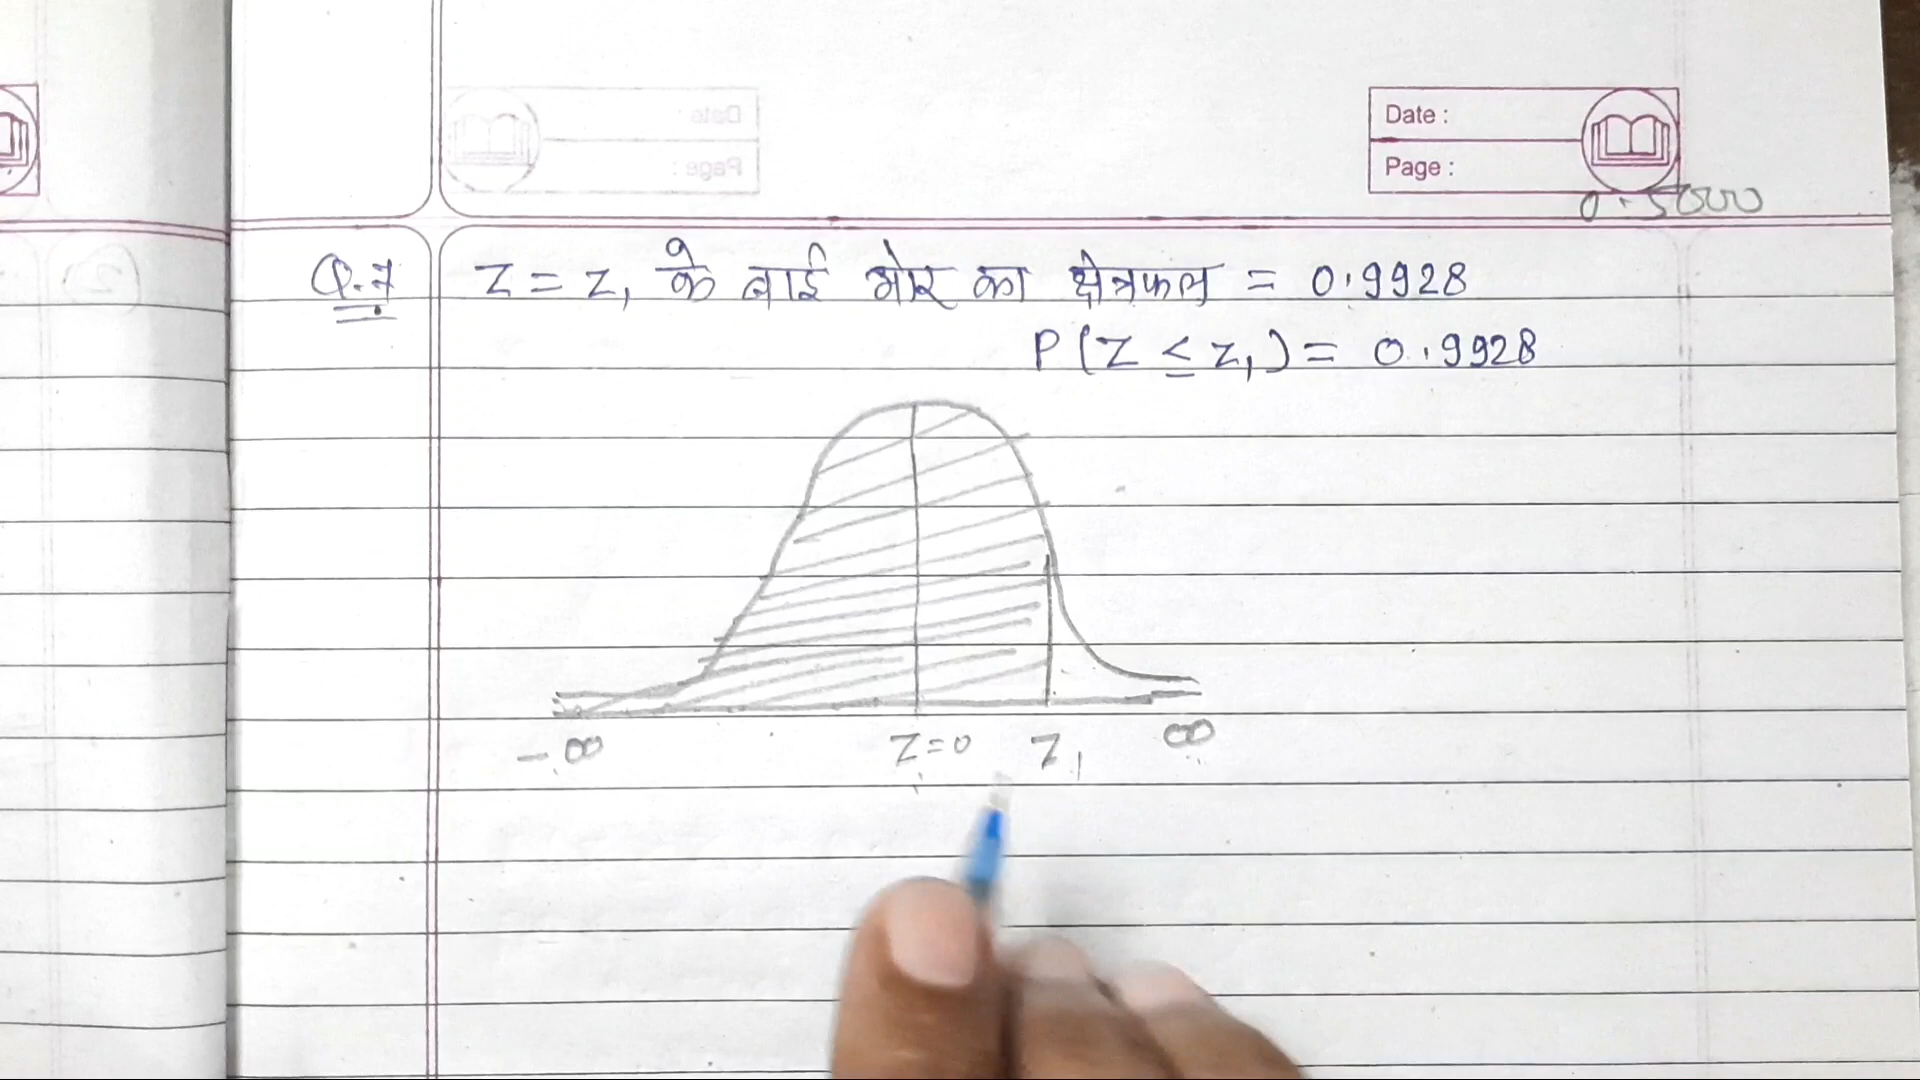 Date :
Page :
0.5000
Q.7 Z = z₁ के बाई ओर का क्षेत्रफल = 0.9928
P(Z ≤ z₁) = 0.9928
-∞ Z=0 Z₁ ∞